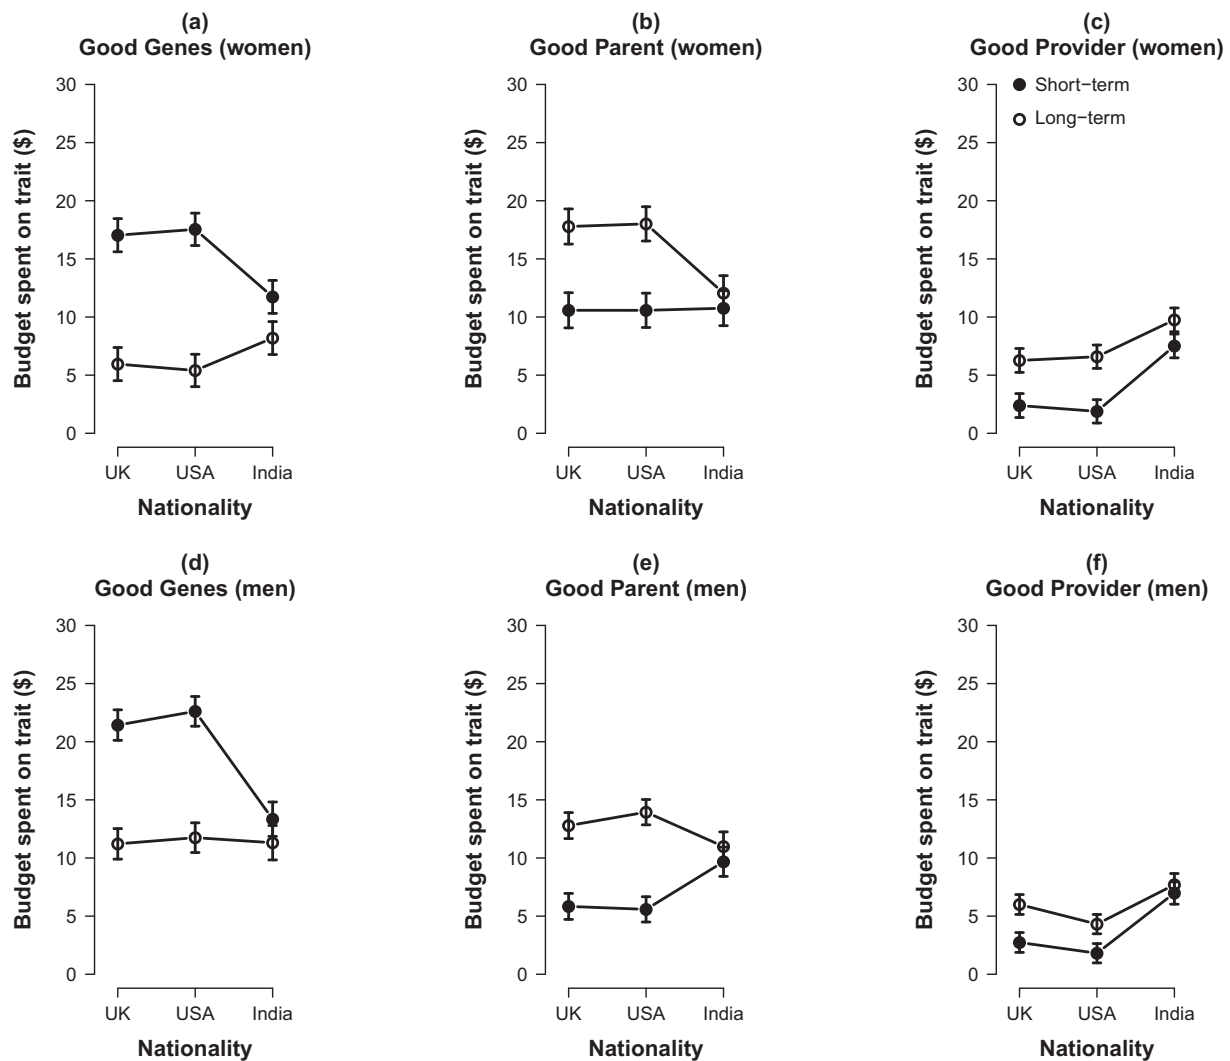 (a)
Good Genes (women)
30
25
20
15
10
5
0
Budget spent on trait ($)
UK USA India
Nationality
(b)
Good Parent (women)
30
25
20
15
10
5
0
Budget spent on trait ($)
UK USA India
Nationality
(c)
Good Provider (women)
Short−term
Long−term
30
25
20
15
10
5
0
Budget spent on trait ($)
UK USA India
Nationality
(d)
Good Genes (men)
30
25
20
15
10
5
0
Budget spent on trait ($)
UK USA India
Nationality
(e)
Good Parent (men)
30
25
20
15
10
5
0
Budget spent on trait ($)
UK USA India
Nationality
(f)
Good Provider (men)
30
25
20
15
10
5
0
Budget spent on trait ($)
UK USA India
Nationality